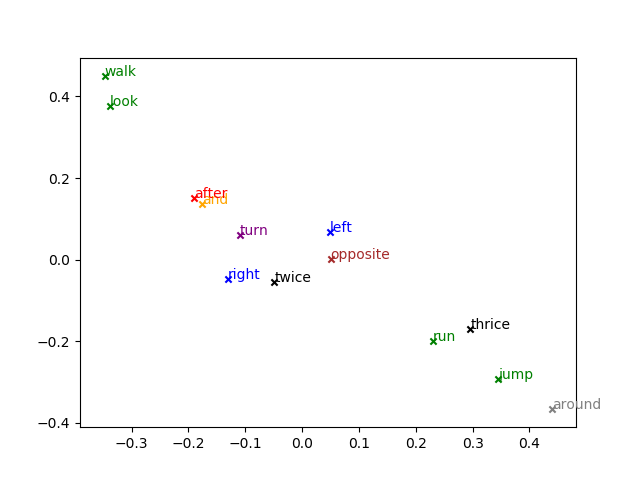 walk
look
0.4
after
and
0.2
turn
left
opposite
0.0
right
twice
thrice
run
−0.2
jump
around
−0.4
−0.3 −0.2 −0.1 0.0 0.1 0.2 0.3 0.4